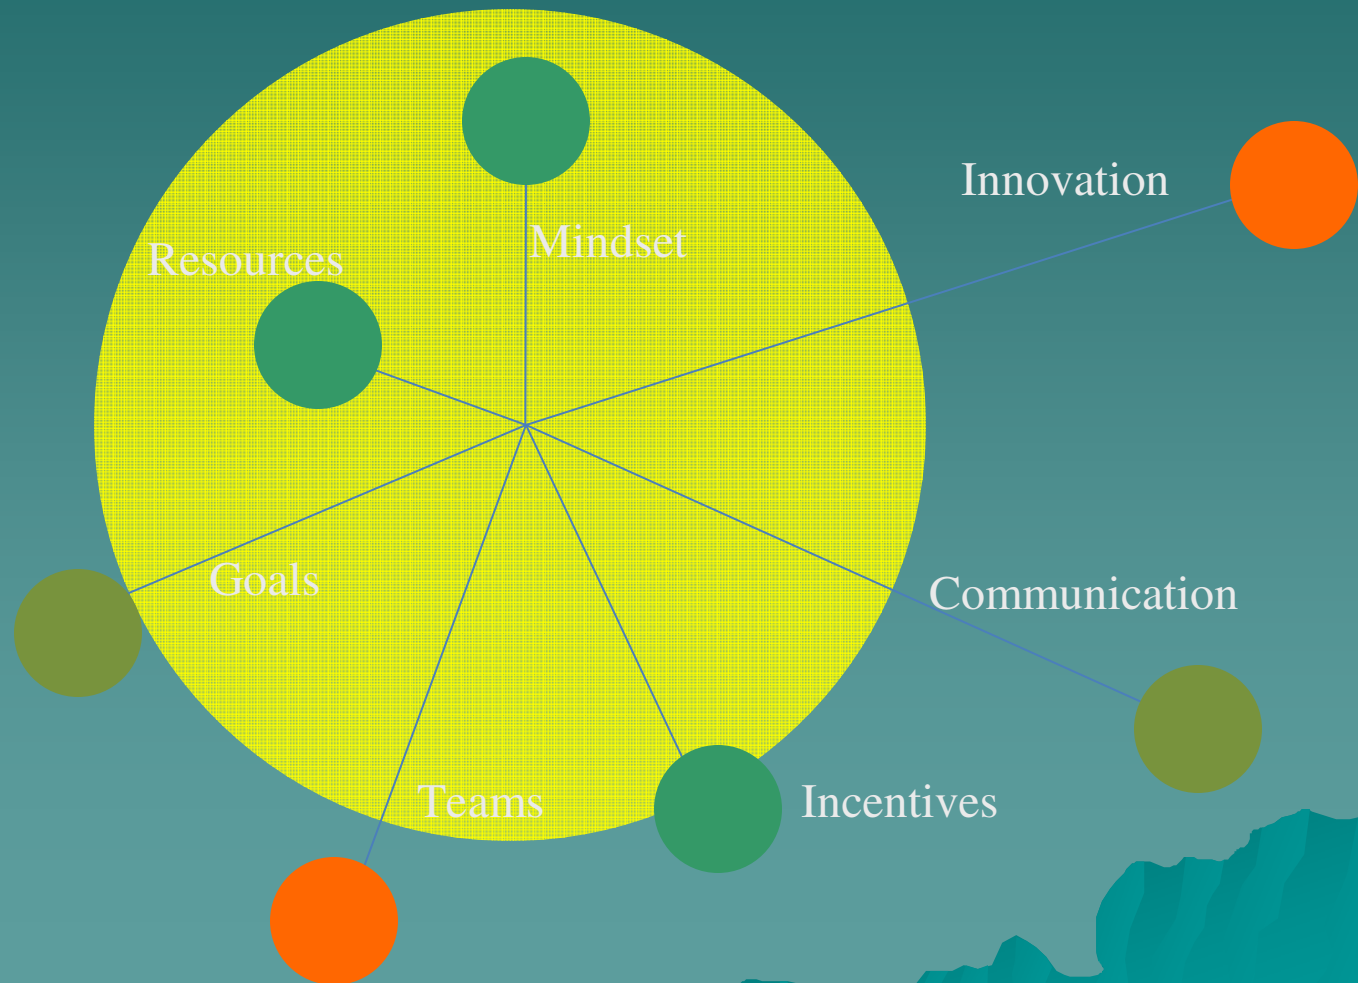 Innovation
Mindset
Resources
Goals
Communication
Teams
Incentives